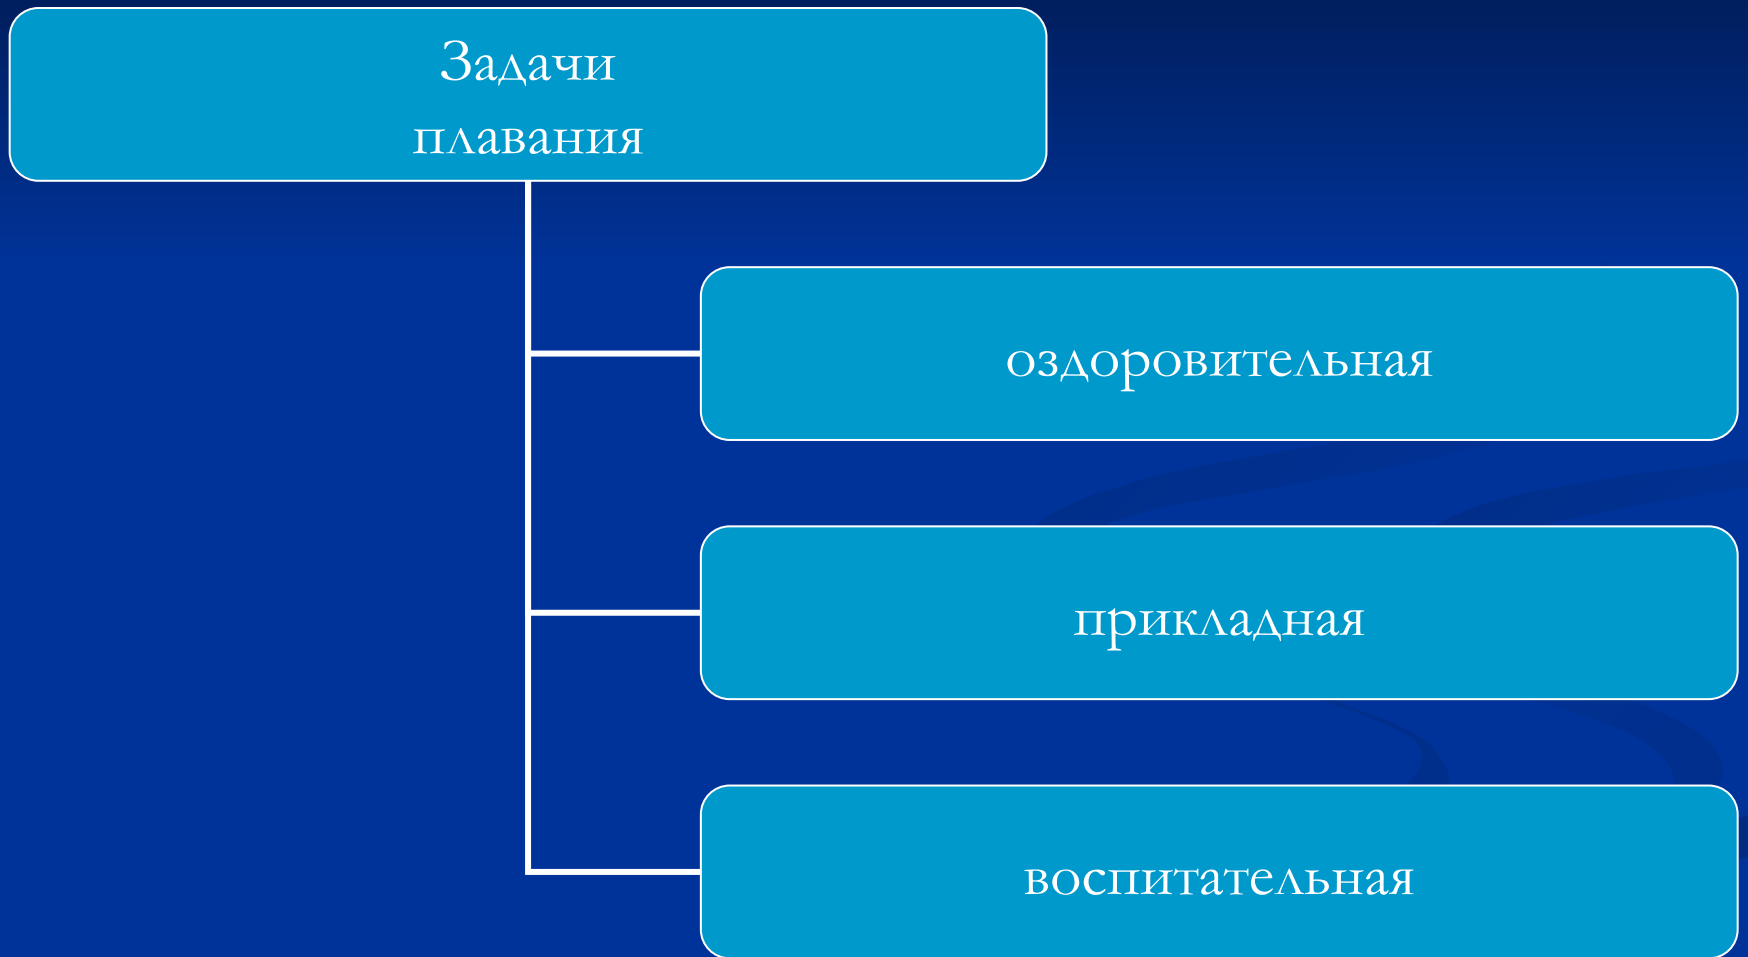 Задачи
плавания
оздоровительная
прикладная
воспитательная